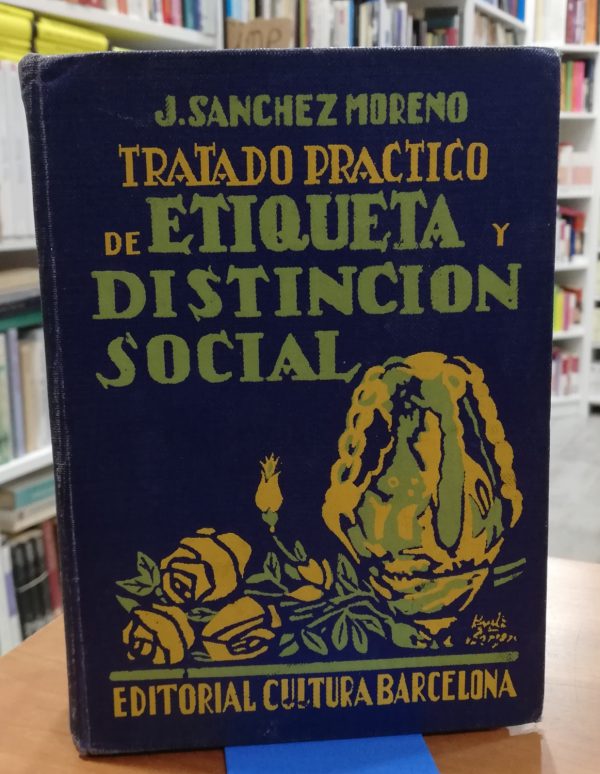 J. SANCHEZ MORENO
TRATADO PRACTICO
DE ETIQUETA Y
DISTINCION
SOCIAL
EDITORIAL CULTURA BARCELONA